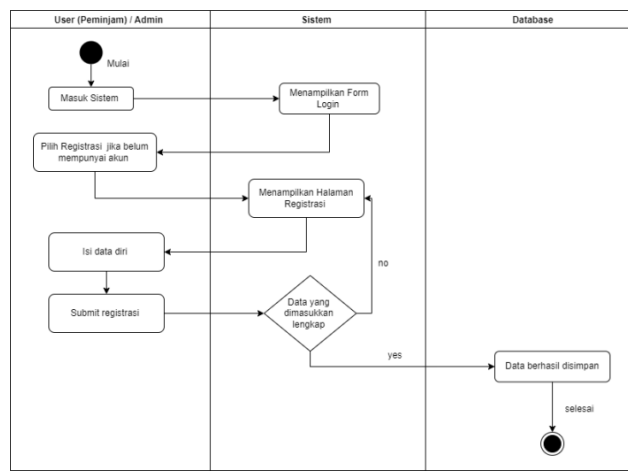 User (Peminjam) / Admin
Sistem
Database
Mulai
Masuk Sistem
Menampilkan Form
Login
Pilih Registrasi jika belum
mempunyai akun
Menampilkan Halaman
Registrasi
Isi data diri
no
Submit registrasi
Data yang
dimasukkan
lengkap
yes
Data berhasil disimpan
selesai